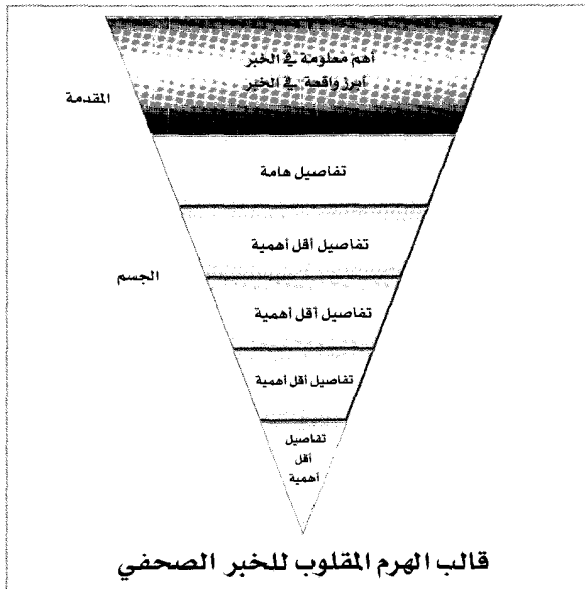 أهم معلومة في الخبر
أبرز واقعة في الخبر
المقدمة
تفاصيل هامة
تفاصيل أقل أهمية
الجسم
تفاصيل أقل أهمية
تفاصيل أقل أهمية
تفاصيل
أقل
أهمية
قالب الهرم المقلوب للخبر الصحفي